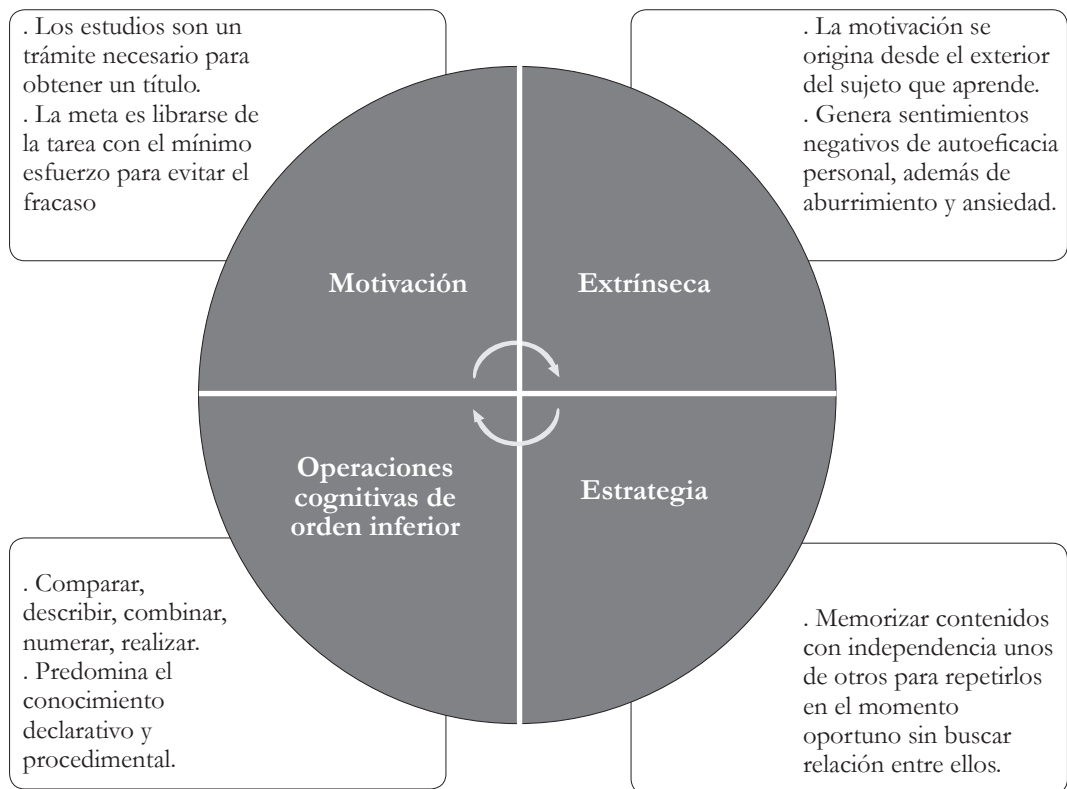 . Los estudios son un
trámite necesario para
obtener un título.
. La meta es librarse de
la tarea con el mínimo
esfuerzo para evitar el
fracaso
. La motivación se
origina desde el exterior
del sujeto que aprende.
. Genera sentimientos
negativos de autoeficacia
personal, además de
aburrimiento y ansiedad.
Motivación
Extrínseca
Operaciones
cognitivas de
orden inferior
Estrategia
. Comparar,
describir, combinar,
numerar, realizar.
. Predomina el
conocimiento
declarativo y
procedimental.
. Memorizar contenidos
con independencia unos
de otros para repetirlos
en el momento
oportuno sin buscar
relación entre ellos.